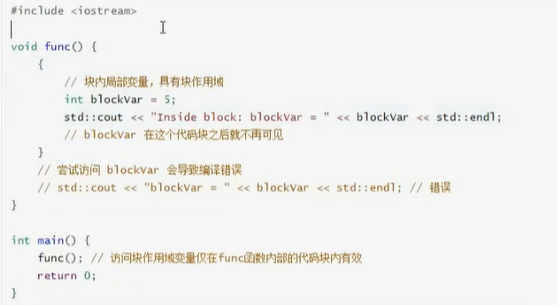 #include <iostream>
void func() {
{
// 块内局部变量，具有块作用域
int blockVar = 5;
std::cout << "Inside block: blockVar = " << blockVar << std::endl;
// blockVar 在这个代码块之后就不再可见
}
// 尝试访问 blockVar 会导致编译错误
// std::cout << "blockVar = " << blockVar << std::endl; // 错误
}
int main() {
func(); // 访问块作用域变量仅在func函数内部的代码块内有效
return 0;
}